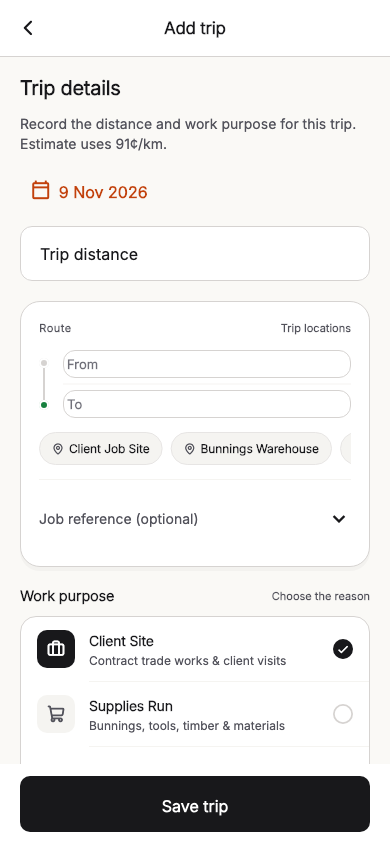 Add trip
Trip details
Record the distance and work purpose for this trip.
Estimate uses 91¢/km.
9 Nov 2026
Trip distance
Route
Trip locations
From
To
Client Job Site
Bunnings Warehouse
Job reference (optional)
Work purpose
Choose the reason
Client Site
Contract trade works & client visits
Supplies Run
Bunnings, tools, timber & materials
Save trip